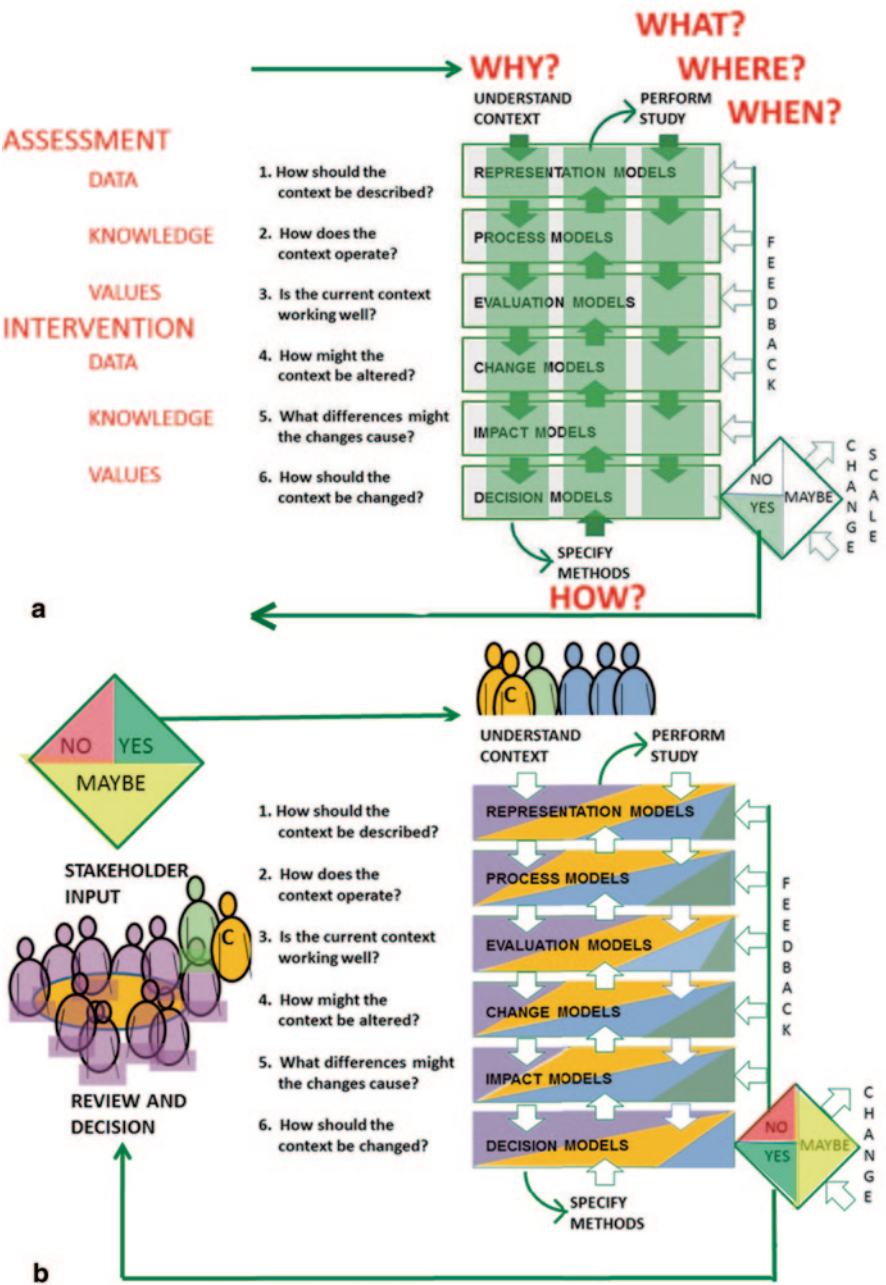 WHAT?
WHY?
WHERE?
UNDERSTAND
CONTEXT
PERFORM
STUDY
WHEN?
ASSESSMENT
DATA
1. How should the
context be described?
REPRESENTATION MODELS
KNOWLEDGE
2. How does the
context operate?
PROCESS MODELS
VALUES
3. Is the current context
working well?
EVALUATION MODELS
INTERVENTION
DATA
4. How might the
context be altered?
CHANGE MODELS
KNOWLEDGE
5. What differences might
the changes cause?
IMPACT MODELS
VALUES
6. How should the
context be changed?
DECISION MODELS
FEEDBACK
NO
YES
MAYBE
CHANGE
SCALE
SPECIFY
METHODS
HOW?
a
NO YES
MAYBE
C
UNDERSTAND
CONTEXT
PERFORM
STUDY
STAKEHOLDER
INPUT
C
REVIEW AND
DECISION
1. How should the
context be described?
REPRESENTATION MODELS
2. How does the
context operate?
PROCESS MODELS
3. Is the current context
working well?
EVALUATION MODELS
4. How might the
context be altered?
CHANGE MODELS
5. What differences might
the changes cause?
IMPACT MODELS
6. How should the
context be changed?
DECISION MODELS
FEEDBACK
NO
YES
MAYBE
CHANGE
SPECIFY
METHODS
b